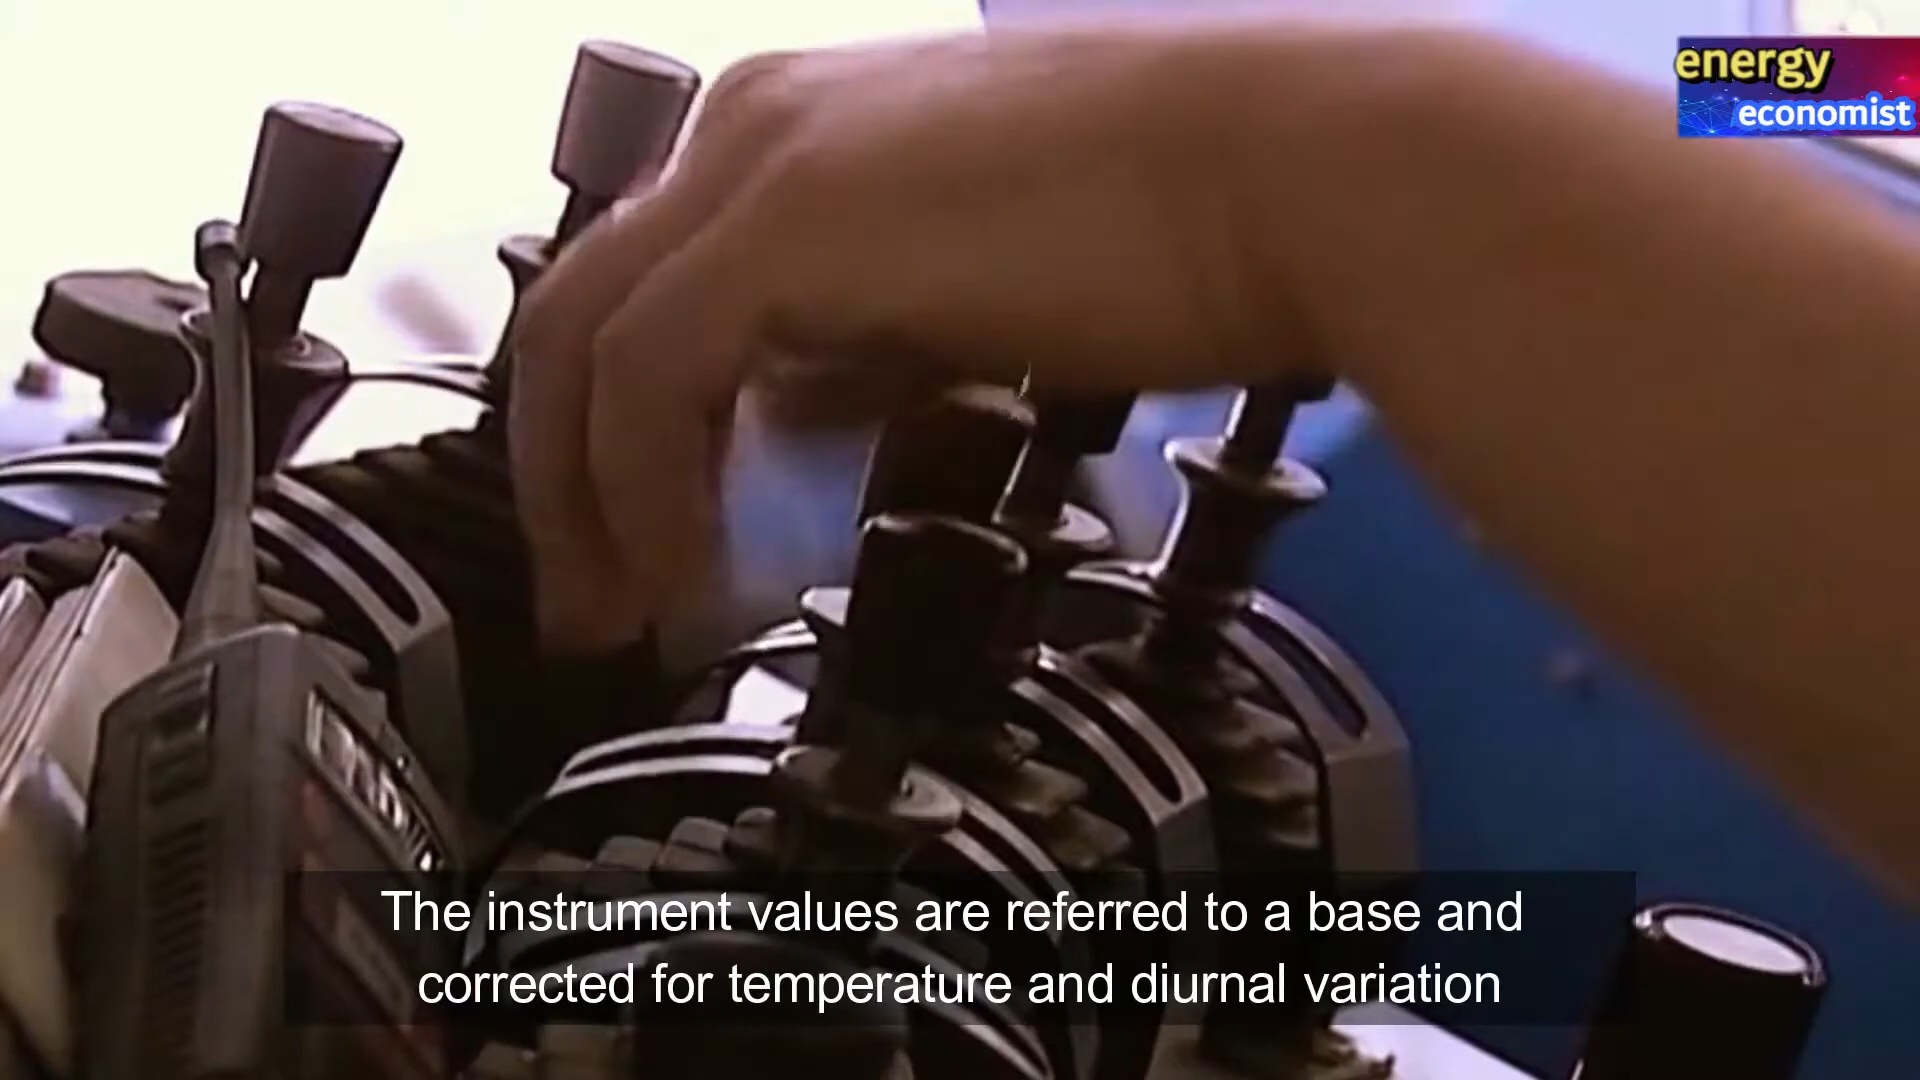 energy
economist
The instrument values are referred to a base and
corrected for temperature and diurnal variation